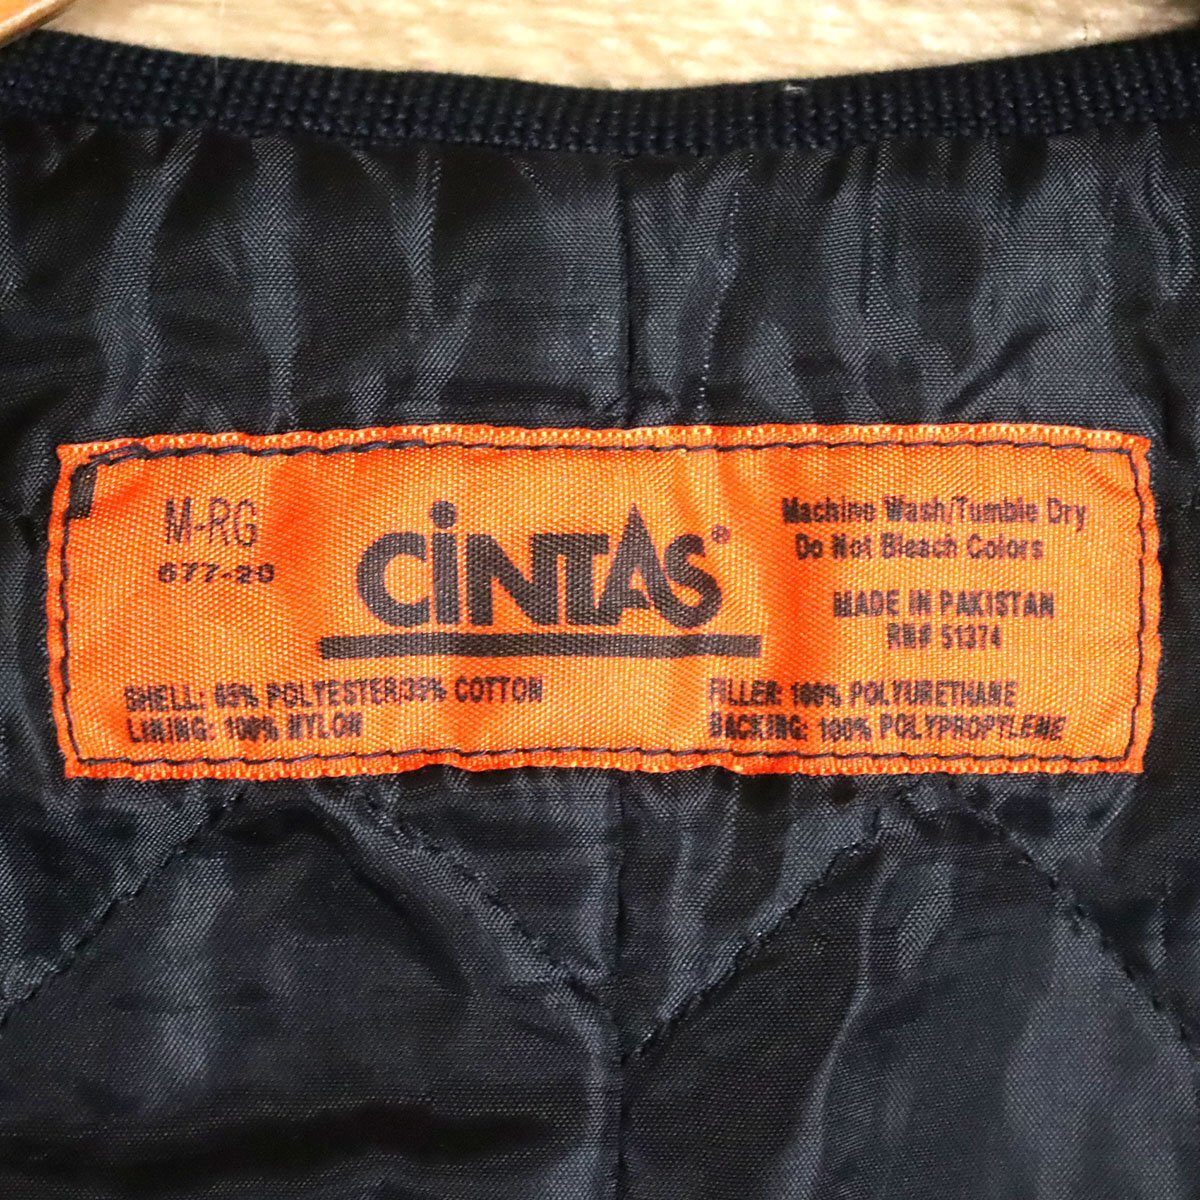 M-RG
677-20
CiNTAS®
Machine Wash/Tumble Dry
Do Not Bleach Colors
MADE IN PAKISTAN
RN# 51374
SHELL: 65% POLYESTER/35% COTTON
LINING: 100% NYLON
FILLER: 100% POLYURETHANE
BACKING: 100% POLYPROPYLENE